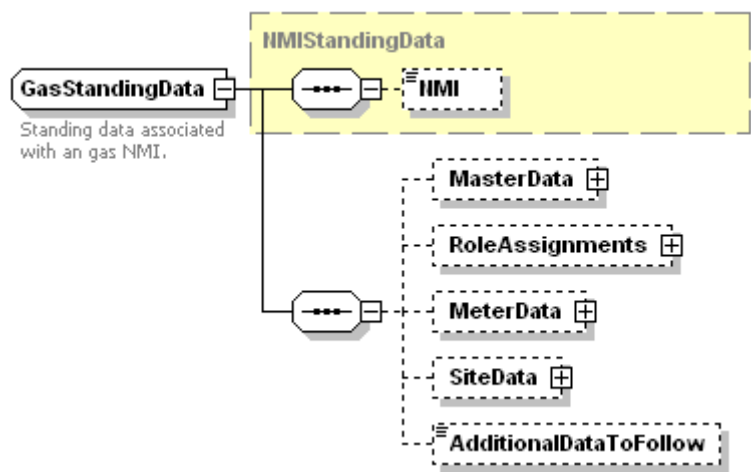 NMIStandingData
GasStandingData
NMI
Standing data associated
with an gas NMI.
MasterData
RoleAssignments
MeterData
SiteData
AdditionalDataToFollow